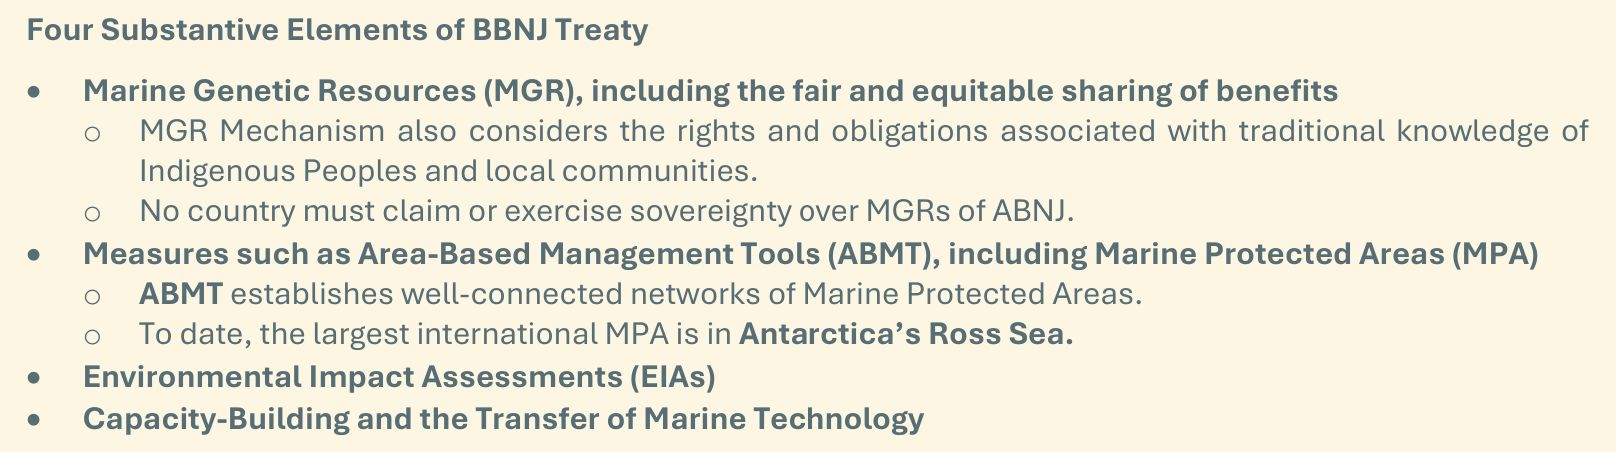 Four Substantive Elements of BBNJ Treaty
• Marine Genetic Resources (MGR), including the fair and equitable sharing of benefits
o MGR Mechanism also considers the rights and obligations associated with traditional knowledge of
Indigenous Peoples and local communities.
o No country must claim or exercise sovereignty over MGRs of ABNJ.
• Measures such as Area-Based Management Tools (ABMT), including Marine Protected Areas (MPA)
o ABMT establishes well-connected networks of Marine Protected Areas.
o To date, the largest international MPA is in Antarctica’s Ross Sea.
• Environmental Impact Assessments (EIAs)
• Capacity-Building and the Transfer of Marine Technology